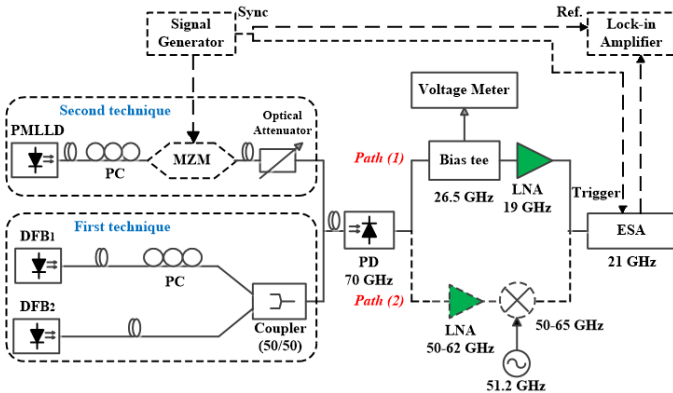 Signal
Generator
Sync
Ref.
Lock-in
Amplifier
Second technique
PMLLD
PC
MZM
Optical
Attenuator
Voltage Meter
Path (1)
Bias tee
26.5 GHz
LNA
19 GHz
Trigger
ESA
21 GHz
First technique
DFB1
PC
DFB2
Coupler
(50/50)
PD
70 GHz
Path (2)
LNA
50-62 GHz
50-65 GHz
51.2 GHz